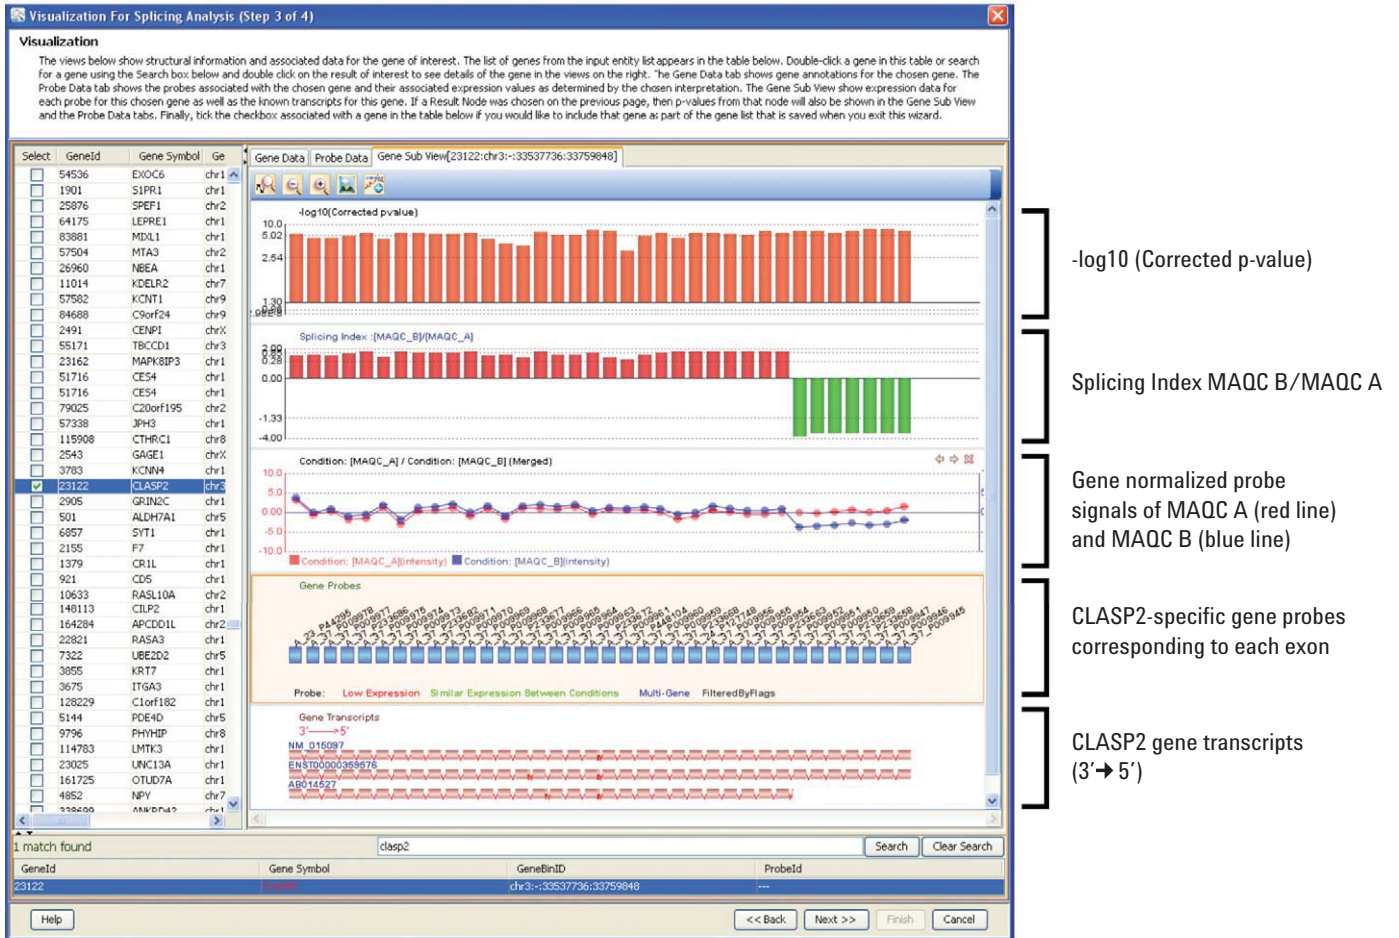 Visualization For Splicing Analysis (Step 3 of 4)
Visualization
The views below show structural information and associated data for the gene of interest. The list of genes from the input entity list appears in the table below. Double-click a gene in this table or search
for a gene using the Search box below and double click on the result of interest to see details of the gene in the views on the right. The Gene Data tab shows gene annotations for the chosen gene. The
Probe Data tab shows the probes associated with the chosen gene and their associated expression values as determined by the chosen interpretation. The Gene Sub View show expression data for
each probe for this chosen gene as well as the known transcripts for this gene. If a Result Node was chosen on the previous page, then p-values from that node will also be shown in the Gene Sub View
and the Probe Data tabs. Finally, tick the checkbox associated with a gene in the table below if you would like to include that gene as part of the gene list that is saved when you exit this wizard.
Select GeneId Gene Symbol Ge
54536 EXOC6 chr1
1901 S1PR1 chr1
25876 SPEF1 chr2
64175 LEPRE1 chr1
83881 MIXL1 chr1
57504 MTA3 chr2
26960 NBEA chr1
11014 KDELR2 chr7
57582 KCNT1 chr9
84688 C9orf24 chr9
2491 CENPI chrX
55171 TBCCD1 chr3
23162 MAPK8IP3 chr1
51716 CES4 chr1
51716 CES4 chr1
79025 C20orf195 chr2
57338 JPH3 chr1
115908 CTHRC1 chr8
2543 GAGE1 chrX
3783 KCNN4 chr1
23122 CLASP2 chr3
2905 GRIN2C chr1
501 ALDH7A1 chr5
6857 SYT1 chr1
2155 F7 chr1
1379 CR1L chr1
921 CD5 chr1
10633 RASL10A chr2
148113 CILP2 chr1
164284 APCDD1L chr2
22821 RASA3 chr1
7322 UBE2D2 chr5
3855 KRT7 chr1
3675 ITGA3 chr1
128229 C1orf182 chr1
5144 PDE4D chr5
9796 PHYHIP chr8
114783 LMTK3 chr1
23025 UNC13A chr1
161725 OTUD7A chr1
4852 NPY chr7
338699 ANKRD42 chr1
Gene Data Probe Data Gene Sub View[23122:chr3:-:33537736:33759848]
-log10(Corrected pvalue)
10.0
5.02
2.54
1.30
Splicing Index :[MAQC_B]/[MAQC_A]
0.28
0.00
-1.33
-4.00
Condition: [MAQC_A] / Condition: [MAQC_B] (Merged)
10.0
5.0
0.00
-5.0
-10.0
Condition: [MAQC_A](intensity) Condition: [MAQC_B](intensity)
Gene Probes
Probe: Low Expression Similar Expression Between Conditions Multi-Gene FilteredByFlags
Gene Transcripts
3'---->5'
NM_015097
ENST00000359576
AB014527
-log10 (Corrected p-value)
Splicing Index MAQC B/MAQC A
Gene normalized probe
signals of MAQC A (red line)
and MAQC B (blue line)
CLASP2-specific gene probes
corresponding to each exon
CLASP2 gene transcripts
(3′➔ 5′)
1 match found clasp2 Search Clear Search
GeneId Gene Symbol GeneBinID ProbeId
23122 CLASP2 chr3:-:33537736:33759848 ---
Help << Back Next >> Finish Cancel